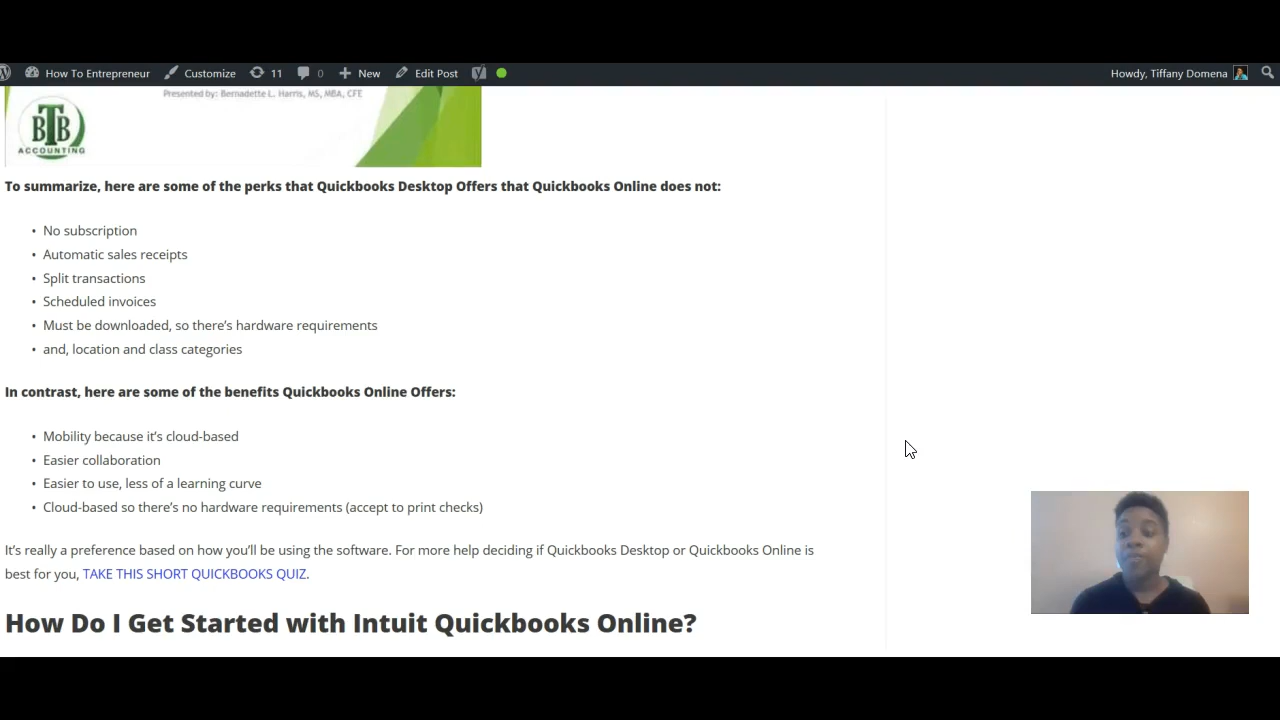 How To Entrepreneur Customize 11 0 New Edit Post Howdy, Tiffany Domena
Presented by: Bernadette L. Harris, MS, MBA, CFE
BTB
ACCOUNTING
To summarize, here are some of the perks that Quickbooks Desktop Offers that Quickbooks Online does not:
• No subscription
• Automatic sales receipts
• Split transactions
• Scheduled invoices
• Must be downloaded, so there's hardware requirements
• and, location and class categories
In contrast, here are some of the benefits Quickbooks Online Offers:
• Mobility because it's cloud-based
• Easier collaboration
• Easier to use, less of a learning curve
• Cloud-based so there's no hardware requirements (accept to print checks)
It's really a preference based on how you'll be using the software. For more help deciding if Quickbooks Desktop or Quickbooks Online is
best for you, TAKE THIS SHORT QUICKBOOKS QUIZ.
How Do I Get Started with Intuit Quickbooks Online?